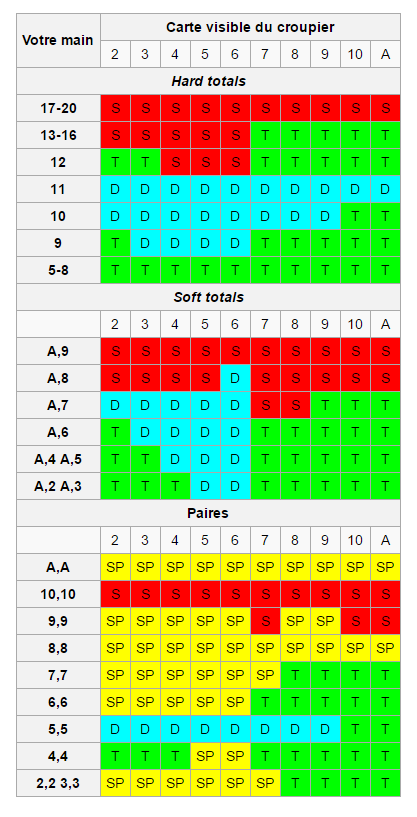 Votre main Carte visible du croupier
2 3 4 5 6 7 8 9 10 A
Hard totals
17-20 S S S S S S S S S S
13-16 S S S S S T T T T T
12 T T S S S T T T T T
11 D D D D D D D D D D
10 D D D D D D D D T T
9 T D D D D T T T T T
5-8 T T T T T T T T T T
Soft totals
2 3 4 5 6 7 8 9 10 A
A,9 S S S S S S S S S S
A,8 S S S S D S S S S S
A,7 D D D D D S S T T T
A,6 T D D D D T T T T T
A,4 A,5 T T D D D T T T T T
A,2 A,3 T T T D D T T T T T
Paires
2 3 4 5 6 7 8 9 10 A
A,A SP SP SP SP SP SP SP SP SP SP
10,10 S S S S S S S S S S
9,9 SP SP SP SP SP S SP SP S S
8,8 SP SP SP SP SP SP SP SP SP SP
7,7 SP SP SP SP SP SP T T T T
6,6 SP SP SP SP SP T T T T T
5,5 D D D D D D D D T T
4,4 T T T SP SP T T T T T
2,2 3,3 SP SP SP SP SP SP T T T T